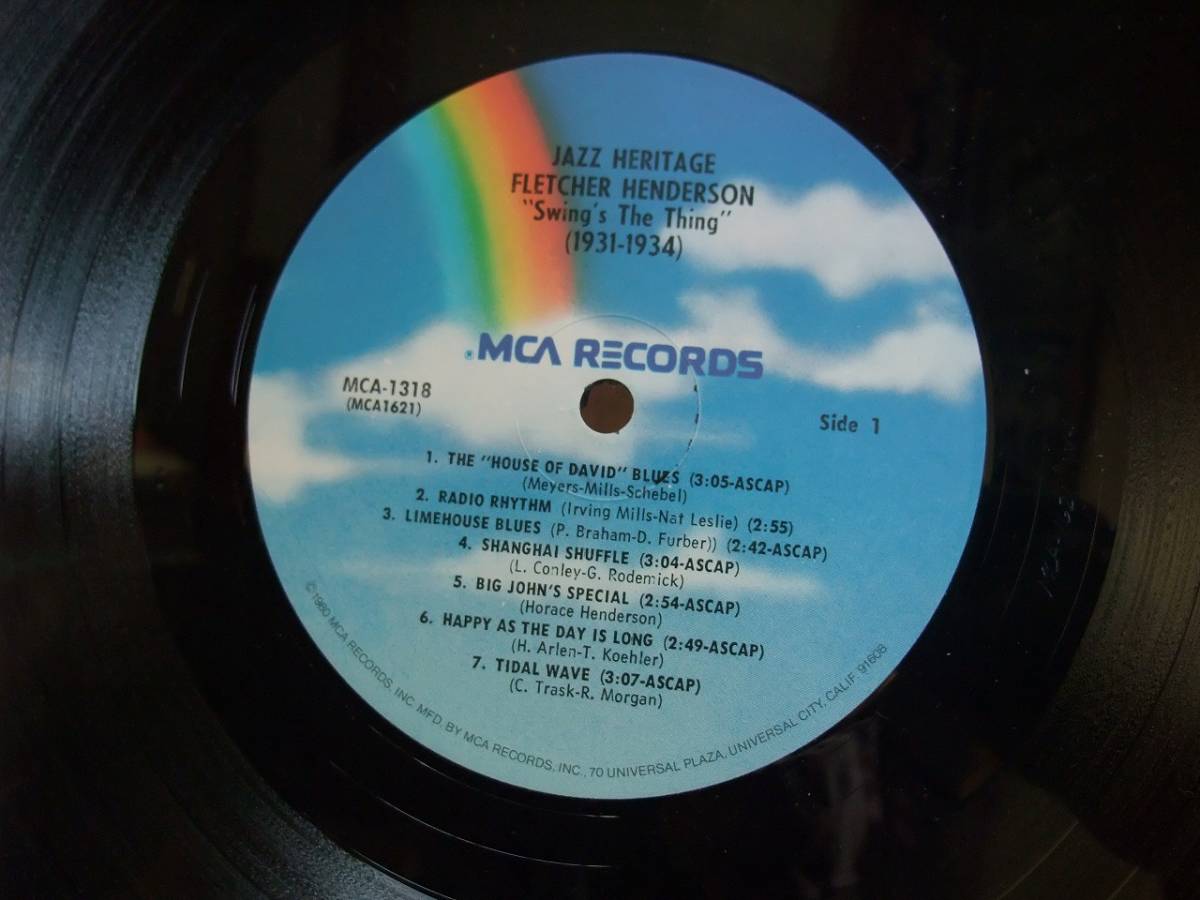 JAZZ HERITAGE
FLETCHER HENDERSON
"Swing's The Thing"
(1931-1934)
MCA RECORDS
MCA-1318
(MCA1621)
Side 1
1. THE "HOUSE OF DAVID" BLUES (3:05-ASCAP)
(Meyers-Mills-Schebel)
2. RADIO RHYTHM (Irving Mills-Nat Leslie) (2:55)
3. LIMEHOUSE BLUES (P. Braham-D. Furber)) (2:42-ASCAP)
4. SHANGHAI SHUFFLE (3:04-ASCAP)
(L. Conley-G. Rodemick)
5. BIG JOHN'S SPECIAL (2:54-ASCAP)
(Horace Henderson)
6. HAPPY AS THE DAY IS LONG (2:49-ASCAP)
(H. Arlen-T. Koehler)
7. TIDAL WAVE (3:07-ASCAP)
(C. Trask-R. Morgan)
©1980 MCA RECORDS, INC. MFD. BY MCA RECORDS, INC., 70 UNIVERSAL PLAZA, UNIVERSAL CITY, CALIF. 91608